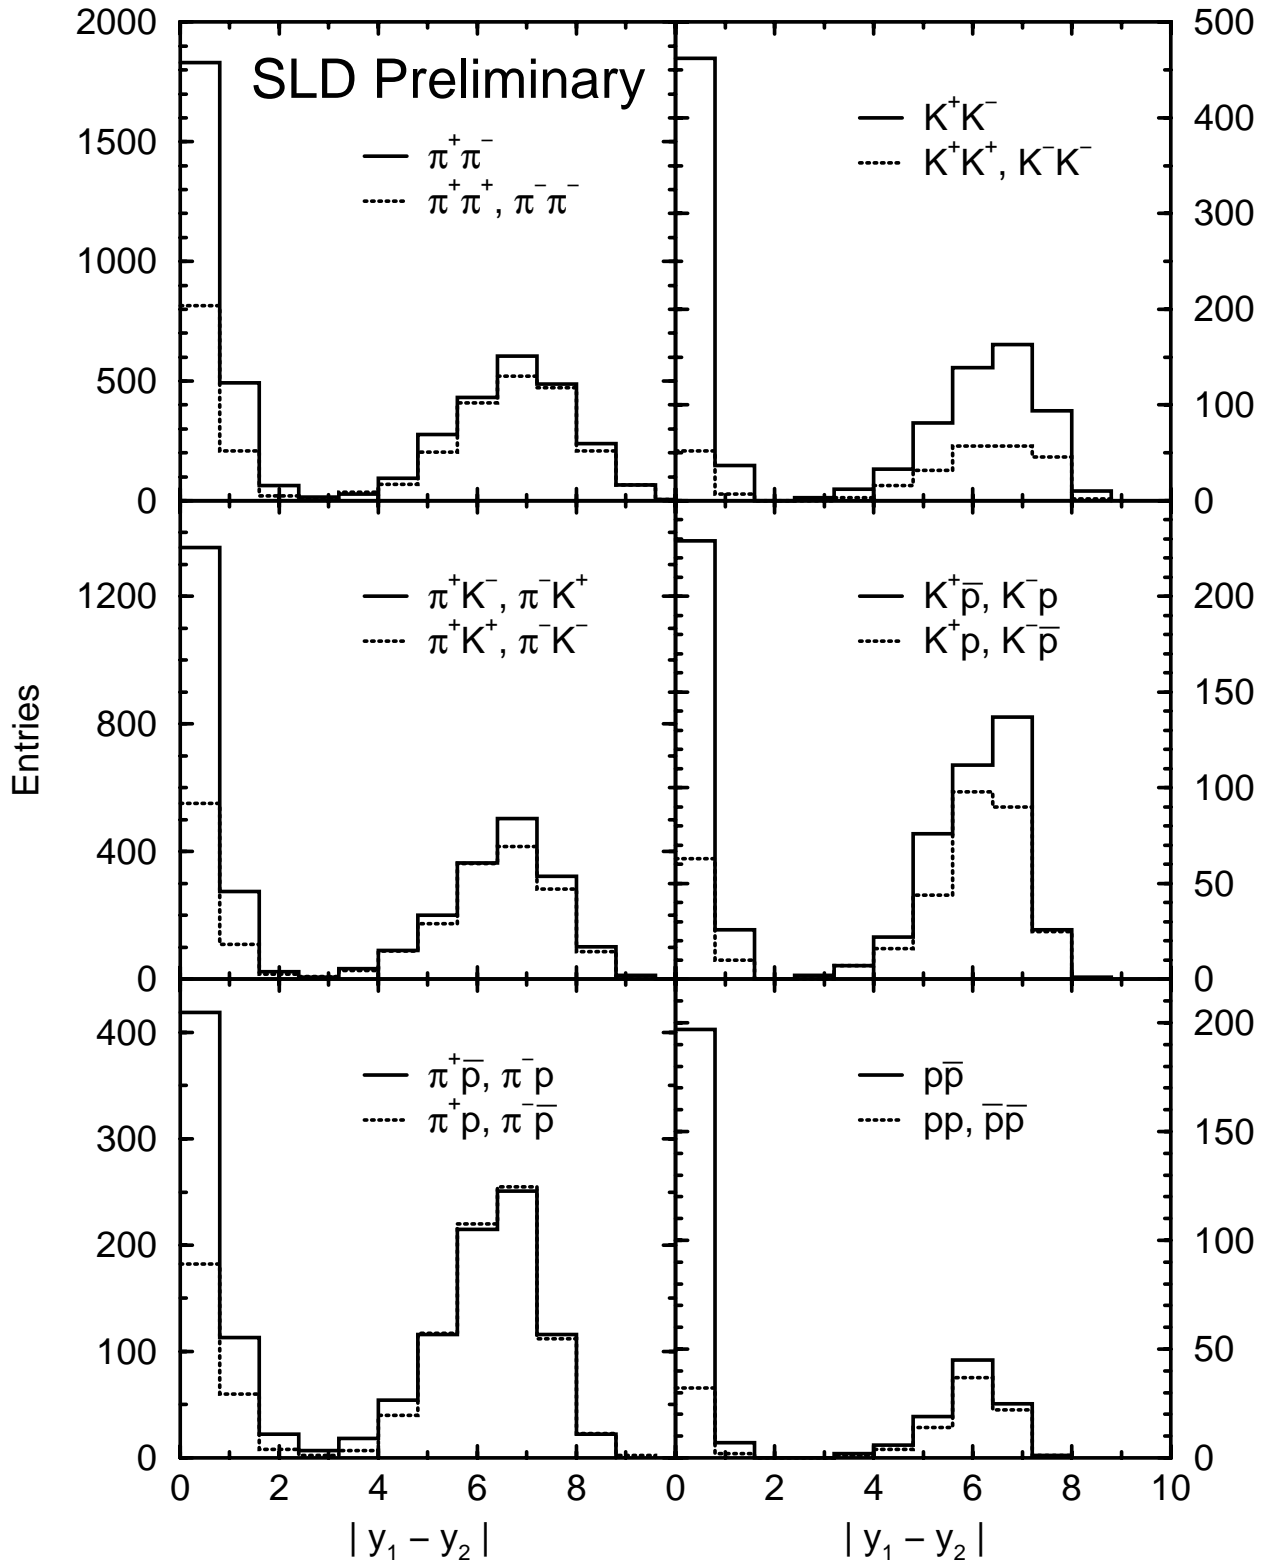 SLD Preliminary
π⁺π⁻
π⁺π⁺, π⁻π⁻
2000
1500
1000
500
0
K⁺K⁻
K⁺K⁺, K⁻K⁻
500
400
300
200
100
0
Entries
π⁺K⁻, π⁻K⁺
π⁺K⁺, π⁻K⁻
1200
800
400
0
K⁺p̅, K⁻p
K⁺p, K⁻p̅
200
150
100
50
0
π⁺p̅, π⁻p
π⁺p, π⁻p̅
400
300
200
100
0
pp̅
pp, p̅p̅
200
150
100
50
0
0 2 4 6 8 0 2 4 6 8 10
| y₁ – y₂ | | y₁ – y₂ |